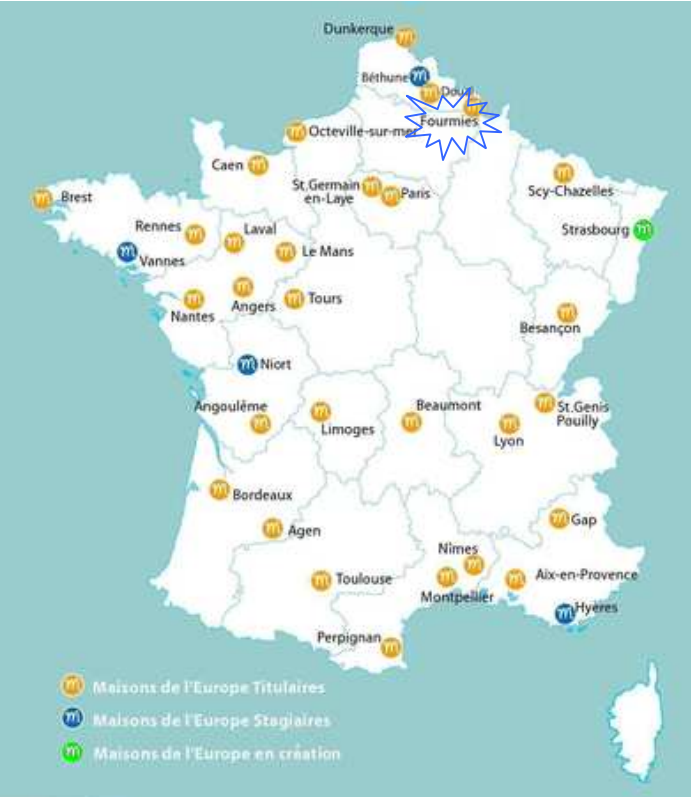 Dunkerque
Béthune
Fourmies
Octeville-sur-mer
Caen
St.Germain
en-Laye
Paris
Scy-Chazelles
Brest
Rennes
Laval
Strasbourg
Vannes
Le Mans
Angers
Tours
Nantes
Besançon
Niort
Angoulême
Limoges
Beaumont
St.Genis
Pouilly
Lyon
Bordeaux
Agen
Gap
Nîmes
Toulouse
Montpellier
Aix-en-Provence
Hyères
Perpignan
Maisons de l'Europe Titulaires
Maisons de l'Europe Stagiaires
Maisons de l'Europe en création